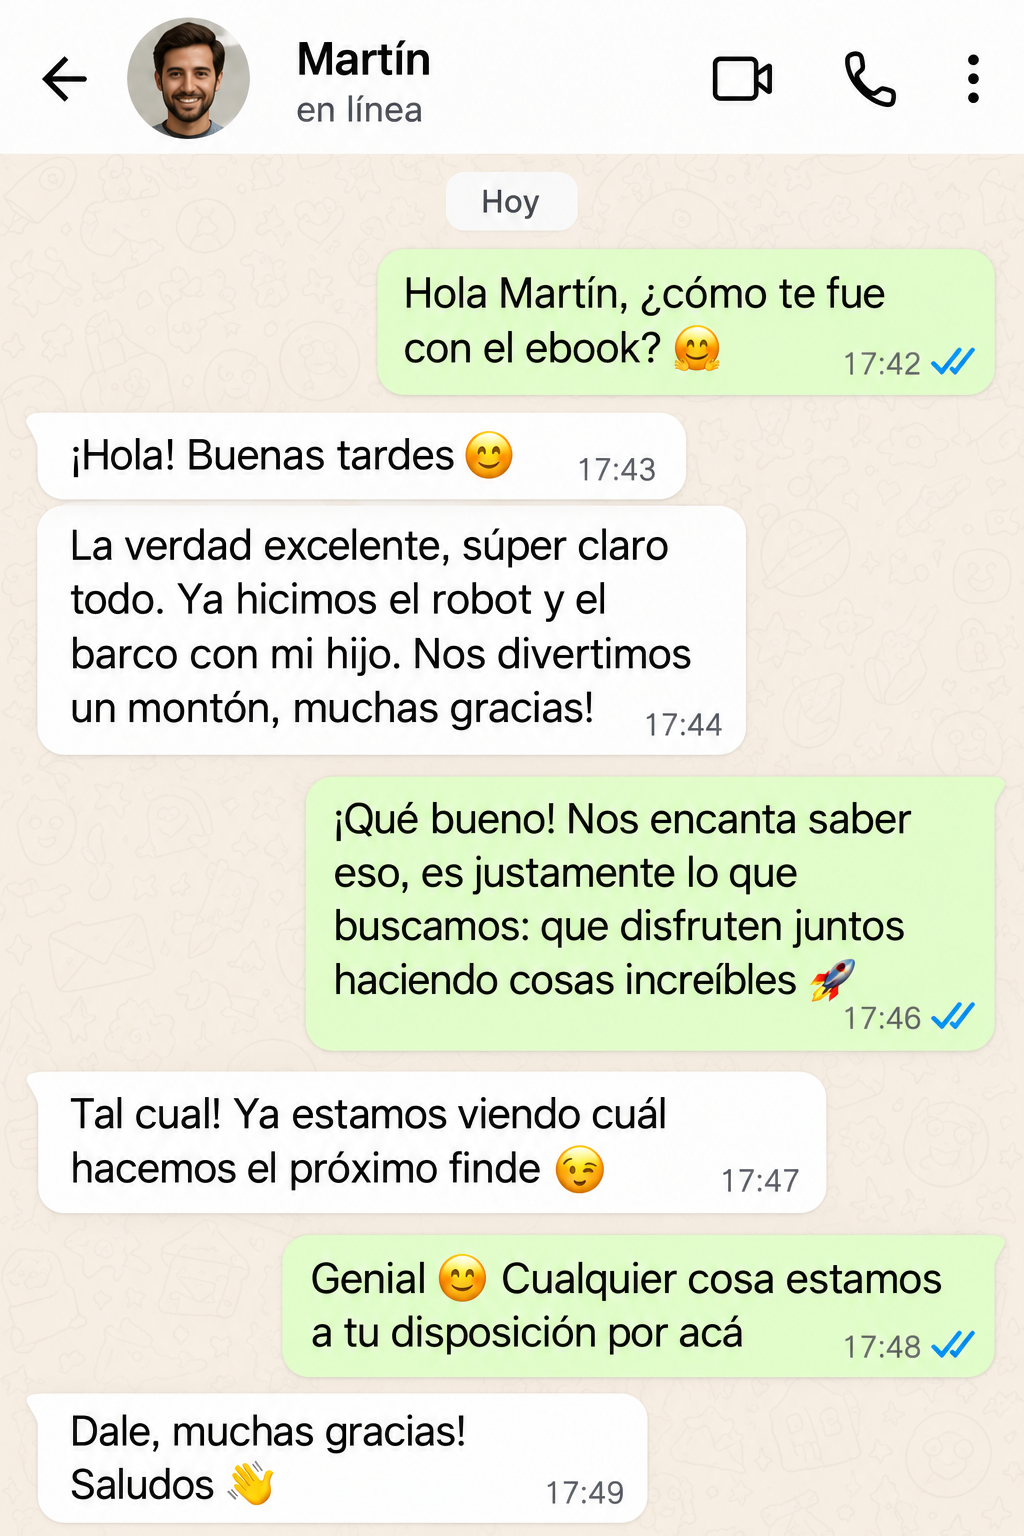 Martín
en línea
Hoy
Hola Martín, ¿cómo te fue
con el ebook? 🤗
17:42
¡Hola! Buenas tardes 😊
17:43
La verdad excelente, súper claro
todo. Ya hicimos el robot y el
barco con mi hijo. Nos divertimos
un montón, muchas gracias!
17:44
¡Qué bueno! Nos encanta saber
eso, es justamente lo que
buscamos: que disfruten juntos
haciendo cosas increíbles 🚀
17:46
Tal cual! Ya estamos viendo cuál
hacemos el próximo finde 😉
17:47
Genial 😊 Cualquier cosa estamos
a tu disposición por acá
17:48
Dale, muchas gracias!
Saludos 👋
17:49